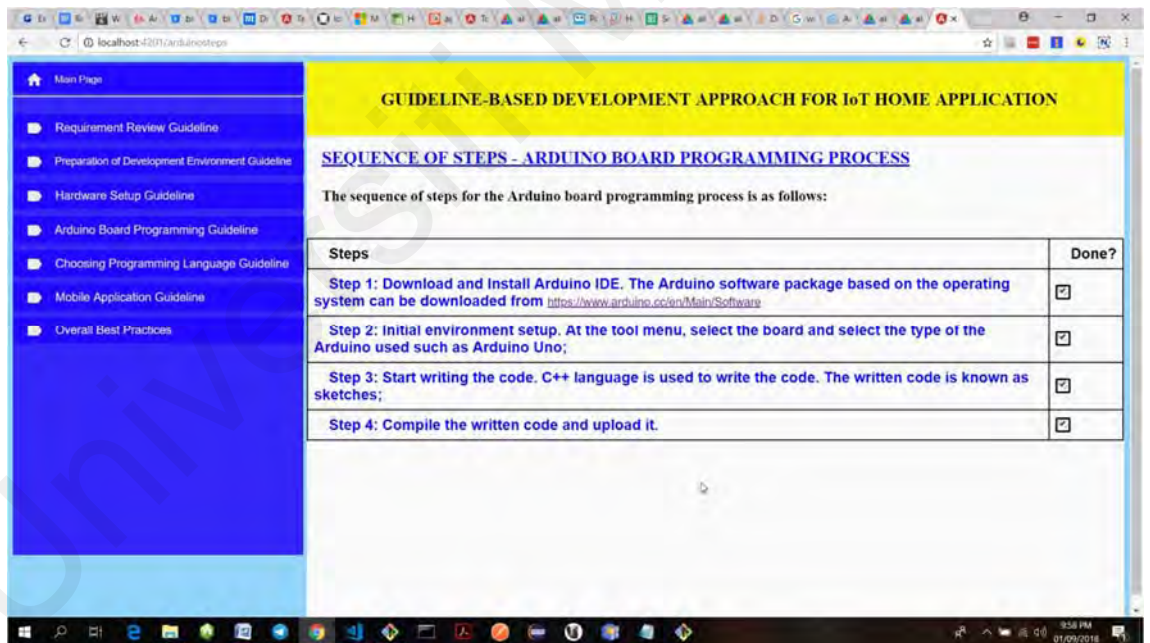 localhost:4201/arduinosteps
Main Page
Requirement Review Guideline
Preparation of Development Environment Guideline
Hardware Setup Guideline
Arduino Board Programming Guideline
Choosing Programming Language Guideline
Mobile Application Guideline
Overall Best Practices
GUIDELINE-BASED DEVELOPMENT APPROACH FOR IoT HOME APPLICATION
SEQUENCE OF STEPS - ARDUINO BOARD PROGRAMMING PROCESS
The sequence of steps for the Arduino board programming process is as follows:
Steps Done?
Step 1: Download and Install Arduino IDE. The Arduino software package based on the operating
system can be downloaded from https://www.arduino.cc/en/Main/Software
Step 2: Initial environment setup. At the tool menu, select the board and select the type of the
Arduino used such as Arduino Uno;
Step 3: Start writing the code. C++ language is used to write the code. The written code is known as
sketches;
Step 4: Compile the written code and upload it.
9:58 PM
01/09/2018
Universiti M